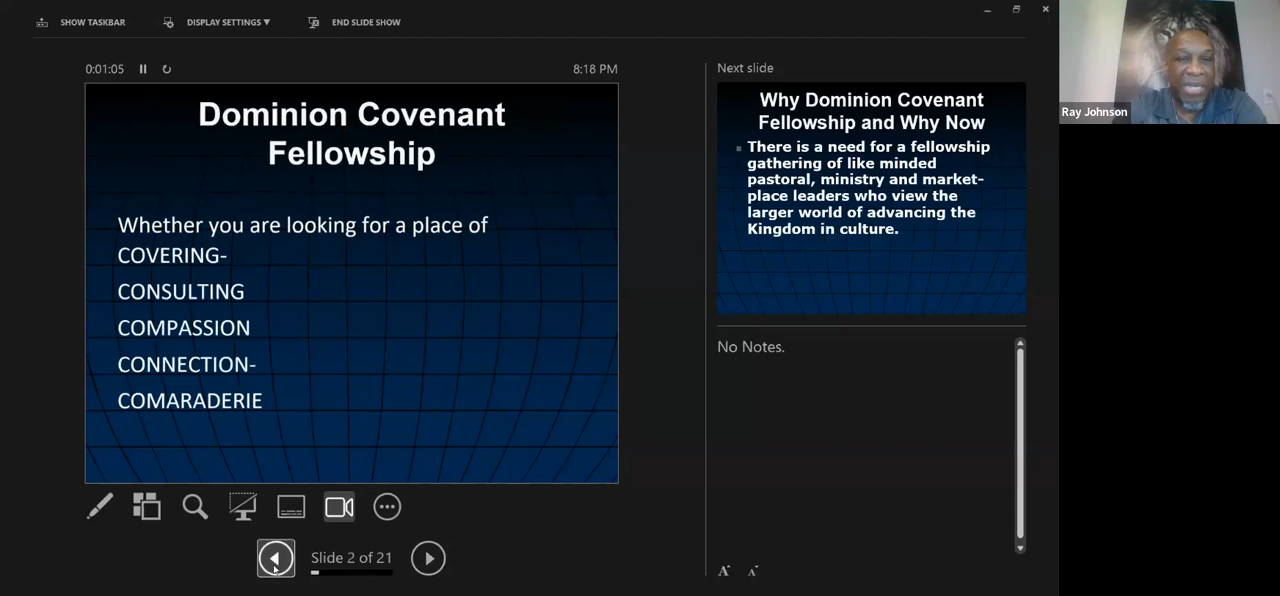 SHOW TASKBAR
DISPLAY SETTINGS ▼
END SLIDE SHOW
0:01:05
8:18 PM
Dominion Covenant
Fellowship
Whether you are looking for a place of
COVERING-
CONSULTING
COMPASSION
CONNECTION-
COMARADERIE
Slide 2 of 21
Next slide
Why Dominion Covenant
Fellowship and Why Now
There is a need for a fellowship
gathering of like minded
pastoral, ministry and market-
place leaders who view the
larger world of advancing the
Kingdom in culture.
No Notes.
A A
Ray Johnson